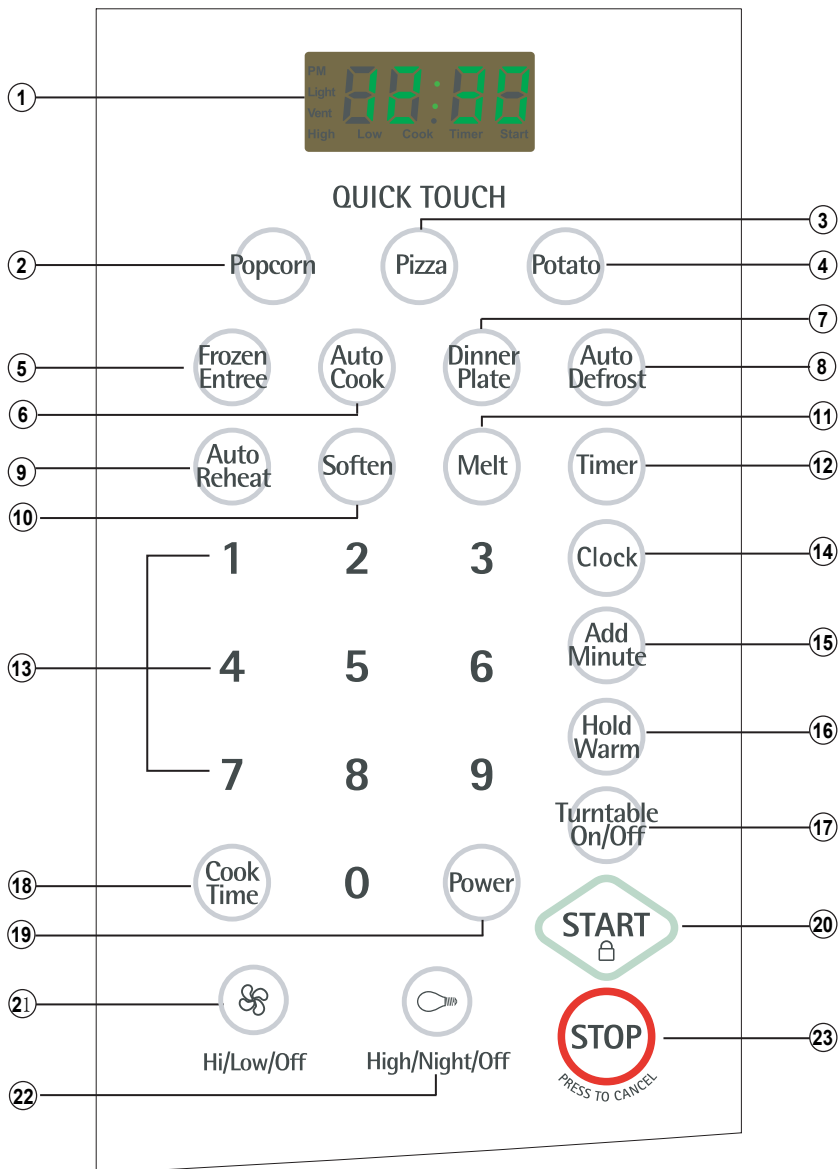 PM
Light
Vent
High Low Cook Timer Start
12:30
1
QUICK TOUCH
3
2 Popcorn Pizza Potato 4
7
5 Frozen Entree Auto Cook Dinner Plate Auto Defrost 8
6
11
9 Auto Reheat Soften Melt Timer 12
10
1 2 3 Clock 14
Add Minute 15
13 4 5 6
Hold Warm 16
7 8 9
Turntable On/Off 17
18 Cook Time 0 Power
19
START 20
21
Hi/Low/Off High/Night/Off
STOP 23
PRESS TO CANCEL
22